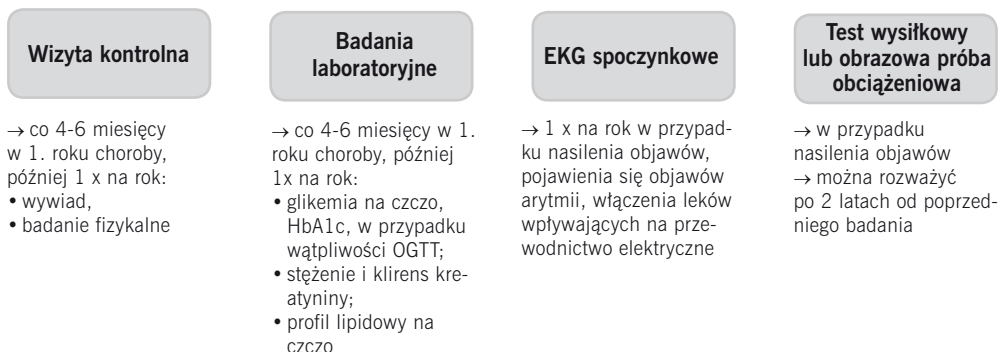 Wizyta kontrolna
→ co 4-6 miesięcy
w 1. roku choroby,
później 1 x na rok:
• wywiad,
• badanie fizykalne
Badania
laboratoryjne
→ co 4-6 miesięcy w 1.
roku choroby, później
1x na rok:
• glikemia na czczo,
HbA1c, w przypadku
wątpliwości OGTT;
• stężenie i klirens kre-
atyniny;
• profil lipidowy na
czczo
EKG spoczynkowe
→ 1 x na rok w przypad-
ku nasilenia objawów,
pojawienia się objawów
arytmii, włączenia leków
wpływających na prze-
wodnictwo elektryczne
Test wysiłkowy
lub obrazowa próba
obciążeniowa
→ w przypadku
nasilenia objawów
→ można rozważyć
po 2 latach od poprzed-
niego badania